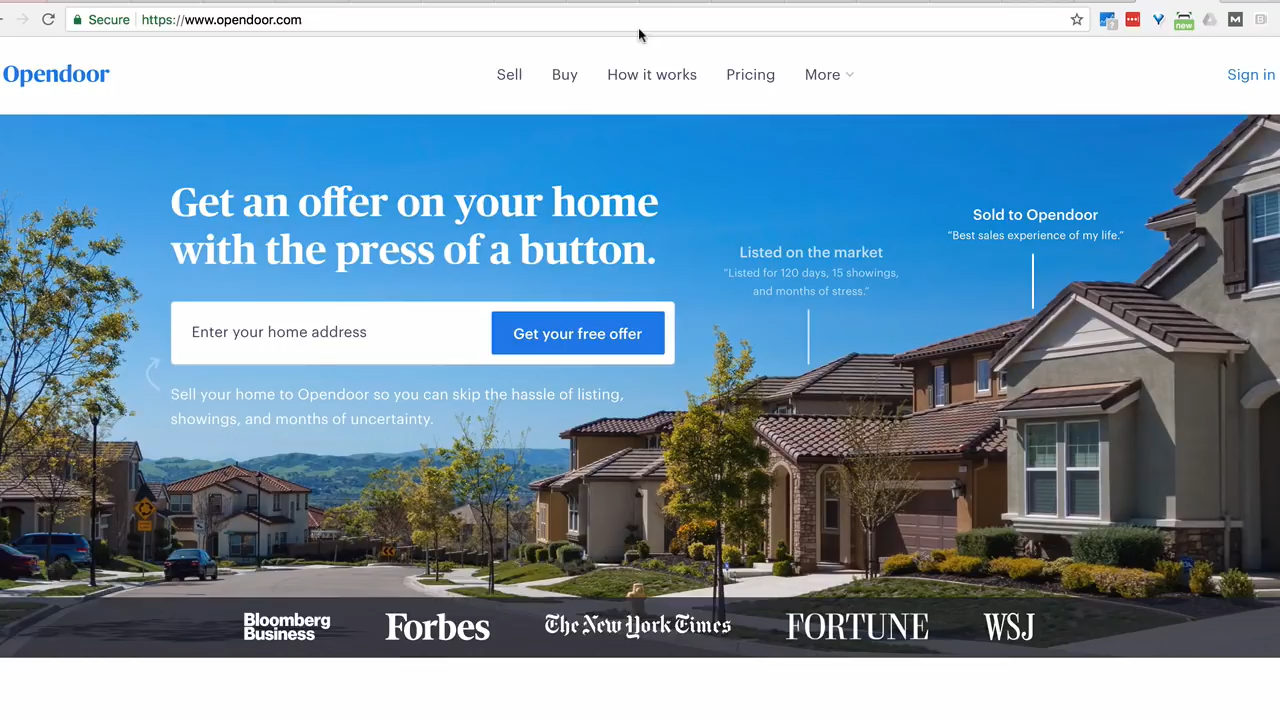 Secure
https://www.opendoor.com
new
Opendoor
Sell
Buy
How it works
Pricing
More
Sign in
Get an offer on your home
with the press of a button.
Enter your home address
Get your free offer
Sell your home to Opendoor so you can skip the hassle of listing,
showings, and months of uncertainty.
Listed on the market
“Listed for 120 days, 15 showings,
and months of stress.”
Sold to Opendoor
“Best sales experience of my life.”
Bloomberg
Business
Forbes
The New York Times
FORTUNE
WSJ